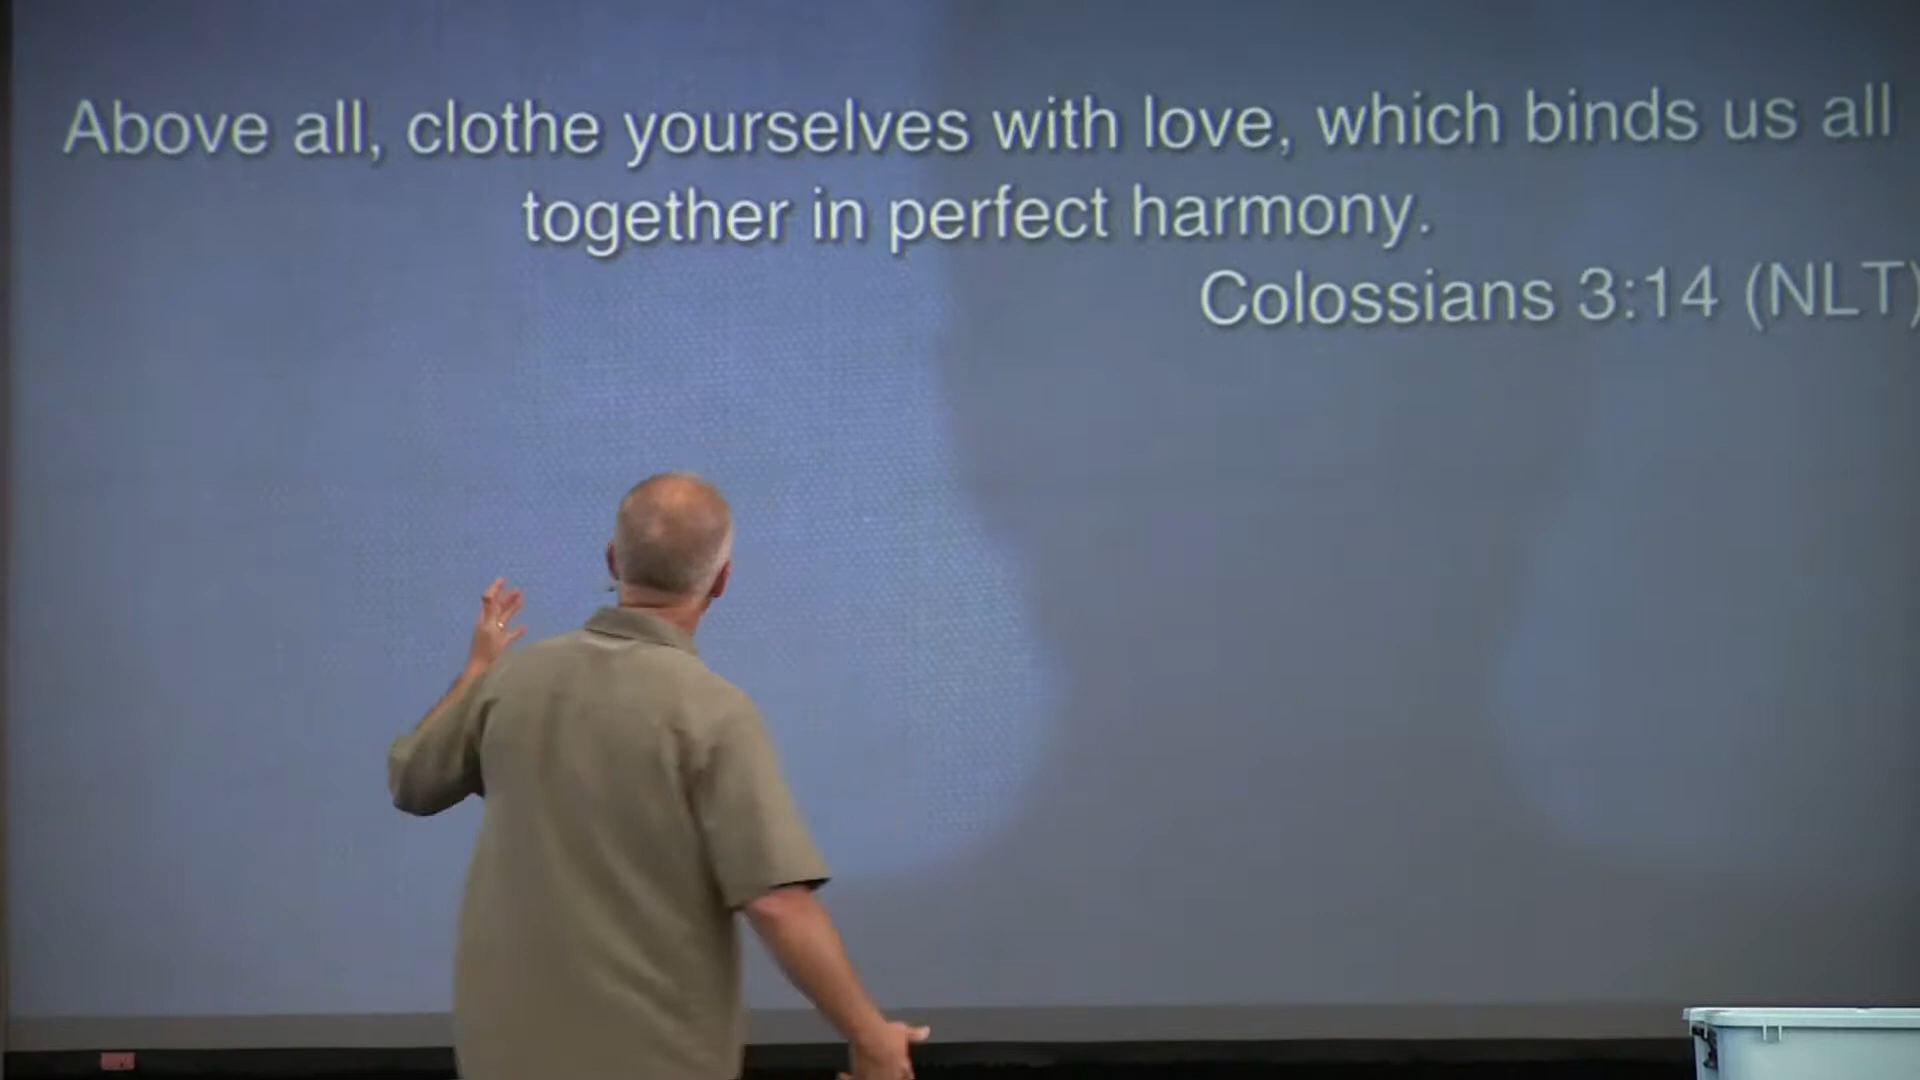 Above all, clothe yourselves with love, which binds us all
together in perfect harmony.
Colossians 3:14 (NLT)